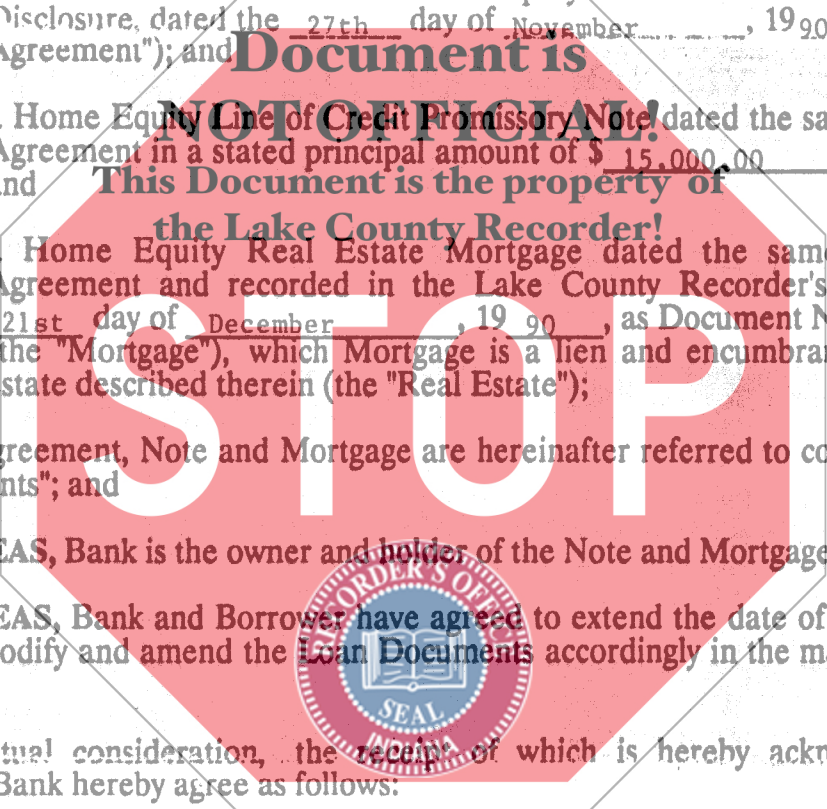 Disclosure, dated the 27th day of November, 19 90
Agreement"); and
Document is
Home Equity Line of Credit Promissory Note dated the sa
NOT OFFICIAL!
Agreement in a stated principal amount of $ 15,000.00
nd
This Document is the property of
the Lake County Recorder!
Home Equity Real Estate Mortgage dated the same
Agreement and recorded in the Lake County Recorder's
21st day of December, 19 90, as Document N
the "Mortgage"), which Mortgage is a lien and encumbra
state described therein (the "Real Estate");
STOP
greement, Note and Mortgage are hereinafter referred to co
nts"; and
EAS, Bank is the owner and holder of the Note and Mortgage
EAS, Bank and Borrower have agreed to extend the date of
odify and amend the Loan Documents accordingly in the ma
RECORDER'S OFFICE
SEAL
INDIANA
tual consideration, the receipt of which is hereby ackn
Bank hereby agree as follows: